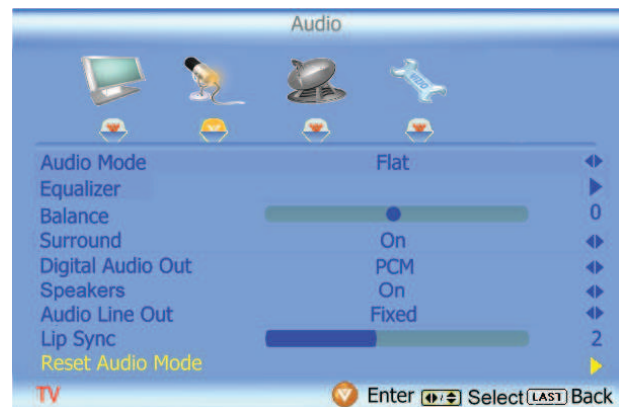 Audio
Audio Mode Flat
Equalizer
Balance 0
Surround On
Digital Audio Out PCM
Speakers On
Audio Line Out Fixed
Lip Sync 2
Reset Audio Mode
TV Enter Select LAST Back